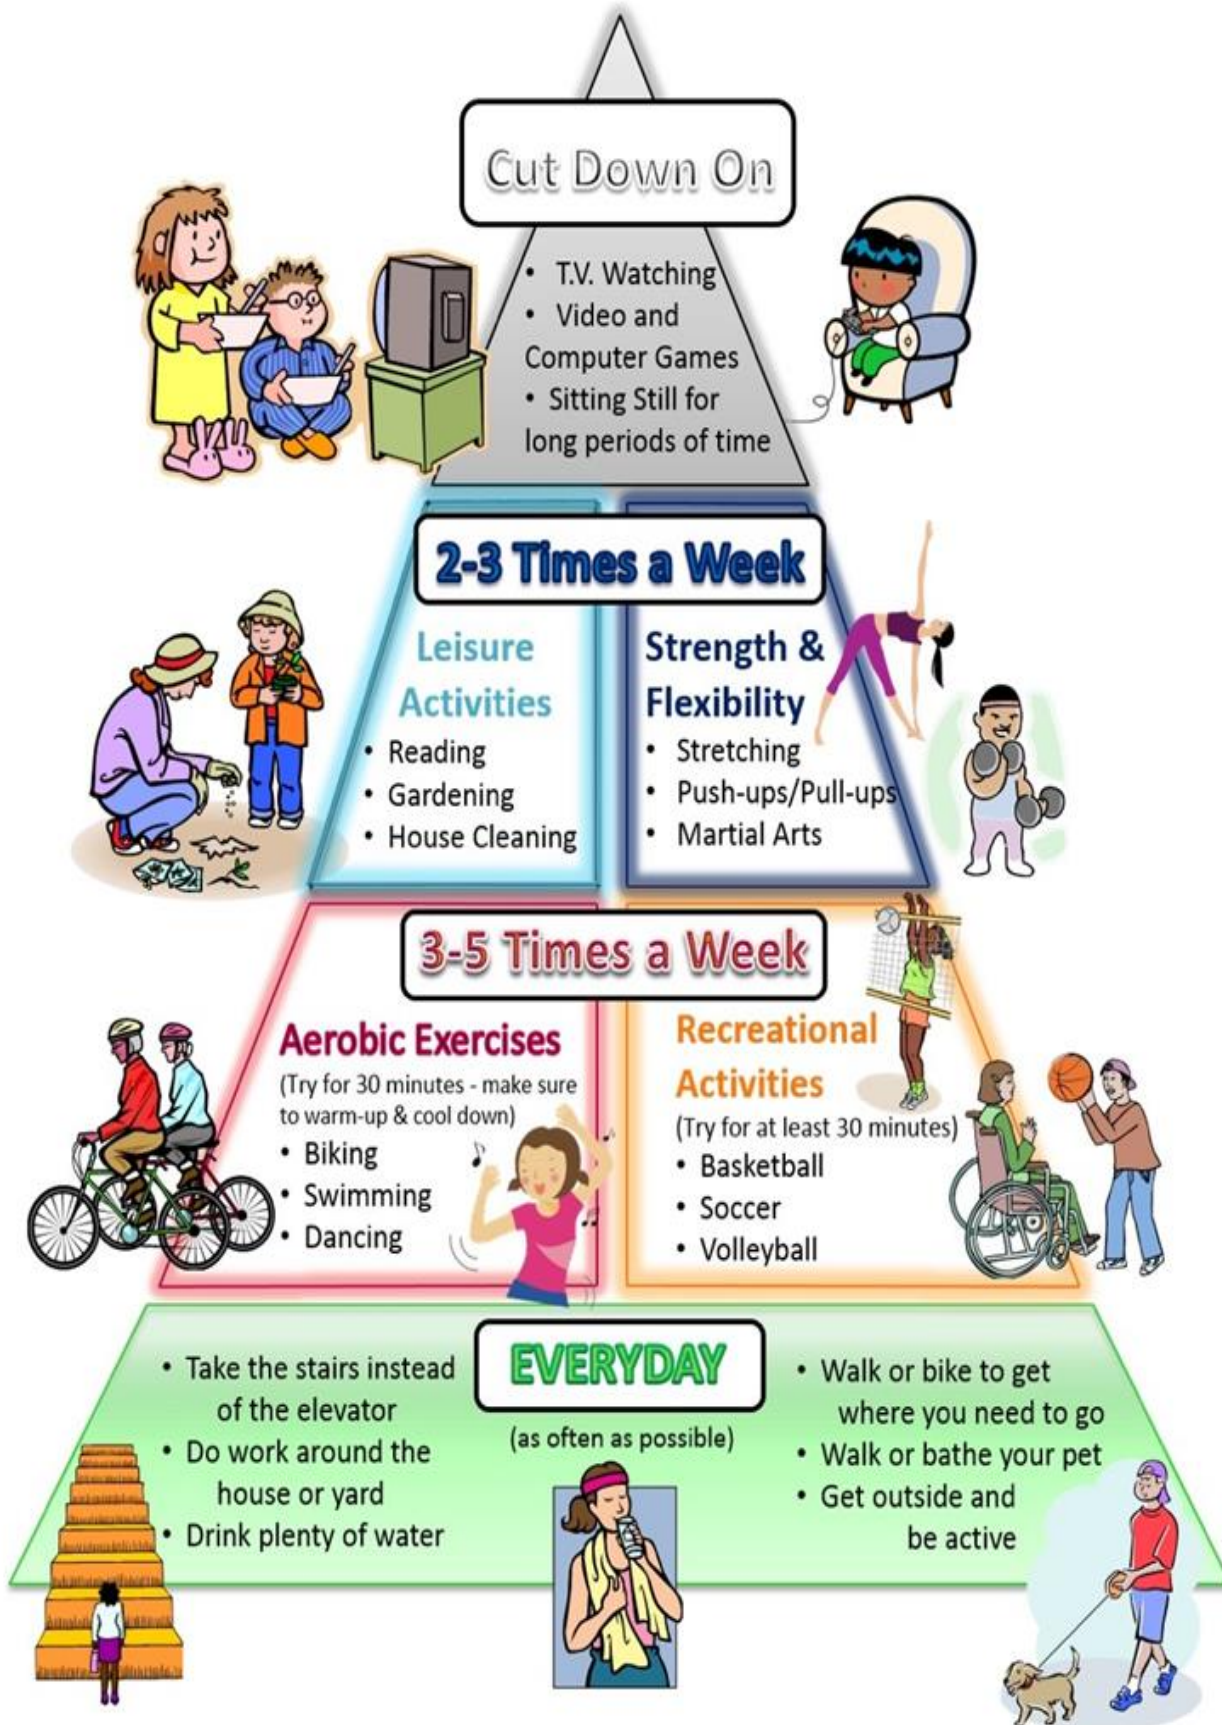 Cut Down On
• T.V. Watching
• Video and
Computer Games
• Sitting Still for
long periods of time
2-3 Times a Week
Leisure
Activities
• Reading
• Gardening
• House Cleaning
Strength &
Flexibility
• Stretching
• Push-ups/Pull-ups
• Martial Arts
3-5 Times a Week
Aerobic Exercises
(Try for 30 minutes - make sure
to warm-up & cool down)
• Biking
• Swimming
• Dancing
Recreational
Activities
(Try for at least 30 minutes)
• Basketball
• Soccer
• Volleyball
EVERYDAY
(as often as possible)
• Take the stairs instead
of the elevator
• Do work around the
house or yard
• Drink plenty of water
• Walk or bike to get
where you need to go
• Walk or bathe your pet
• Get outside and
be active